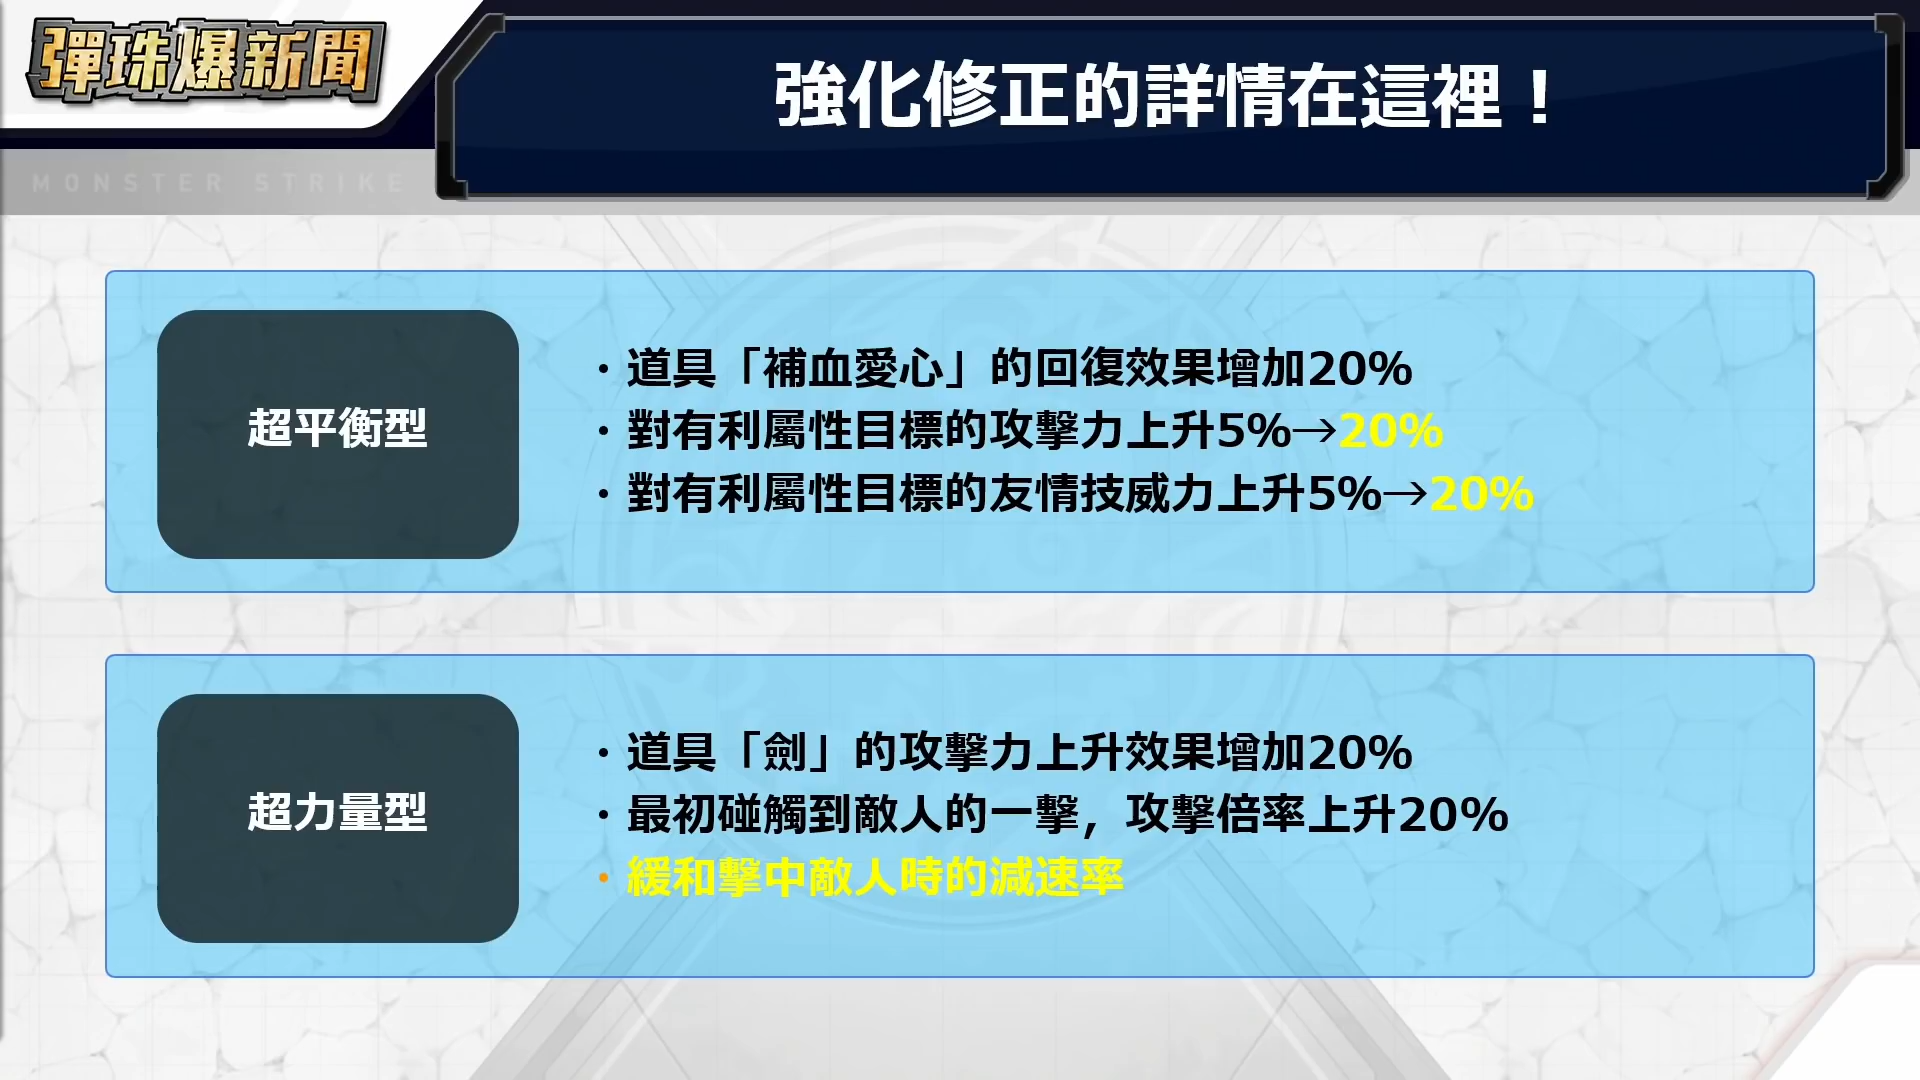 彈珠爆新聞
強化修正的詳情在這裡！
MONSTER STRIKE
超平衡型
・道具「補血愛心」的回復效果增加20%
・對有利屬性目標的攻擊力上升5%→20%
・對有利屬性目標的友情技威力上升5%→20%
超力量型
・道具「劍」的攻擊力上升效果增加20%
・最初碰觸到敵人的一擊，攻擊倍率上升20%
・緩和擊中敵人時的減速率